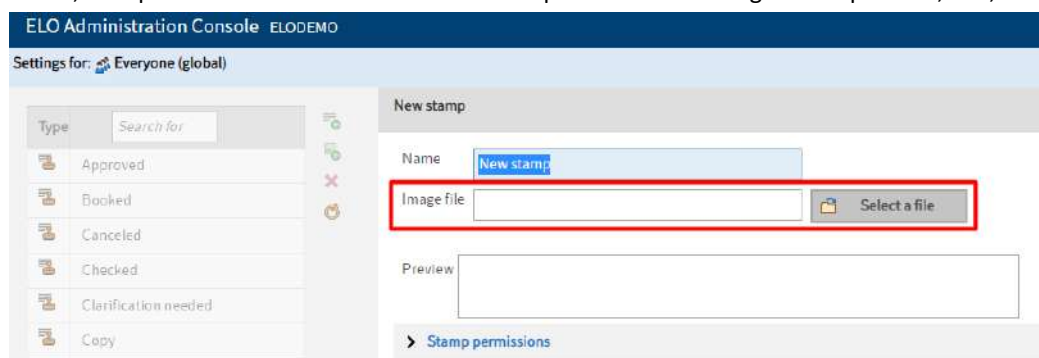 ELO Administration Console ELODEMO
Settings for: Everyone (global)
Type Search for
Approved
Booked
Canceled
Checked
Clarification needed
Copy
New stamp
Name New stamp
Image file Select a file
Preview
Stamp permissions